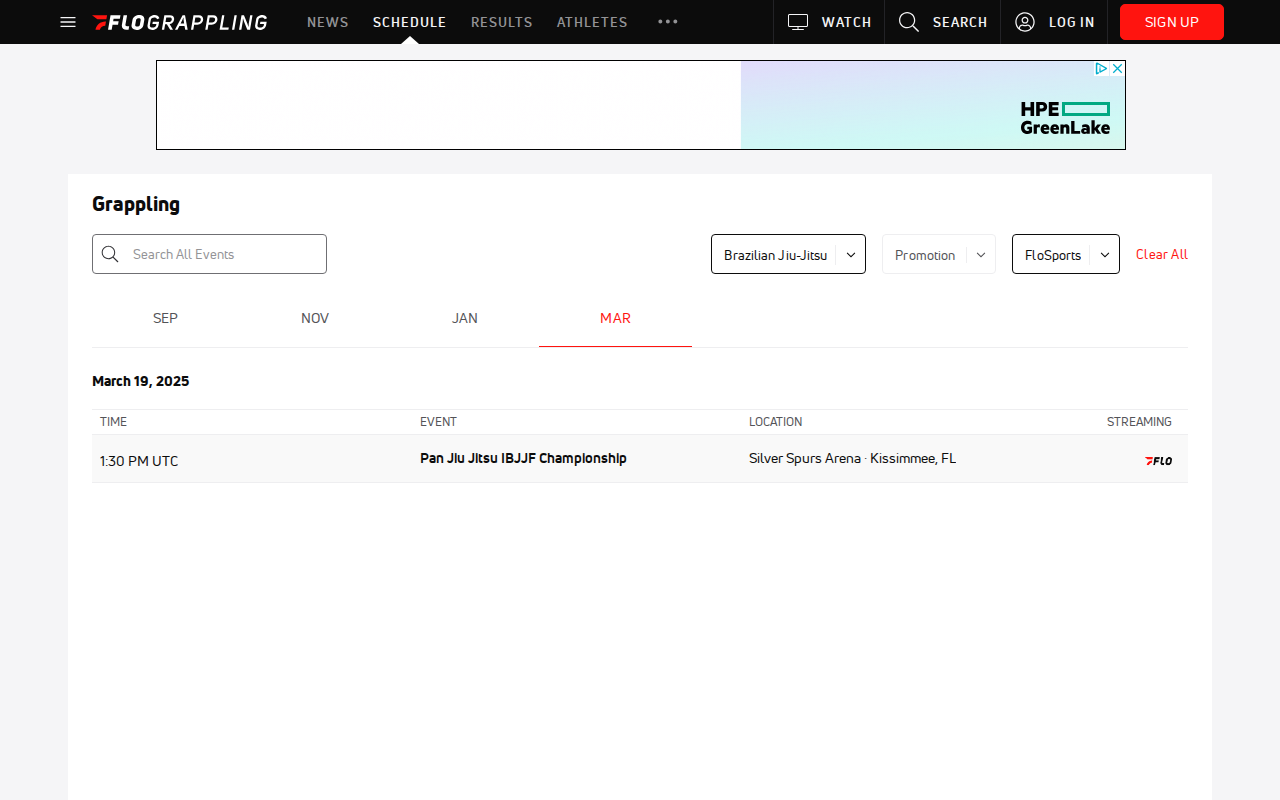 FLOGRAPPLING NEWS SCHEDULE RESULTS ATHLETES ••• WATCH SEARCH LOG IN SIGN UP
HPE
GreenLake
Grappling
Search All Events Brazilian Jiu-Jitsu Promotion FloSports Clear All
SEP NOV JAN MAR
March 19, 2025
TIME EVENT LOCATION STREAMING
1:30 PM UTC Pan Jiu Jitsu IBJJF Championship Silver Spurs Arena · Kissimmee, FL FLO